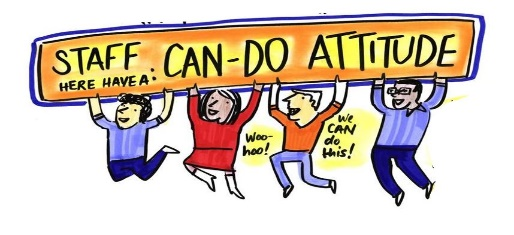 STAFF CAN-DO ATTITUDE
HERE HAVE A:
Woo-
hoo!
We
CAN
do
this!